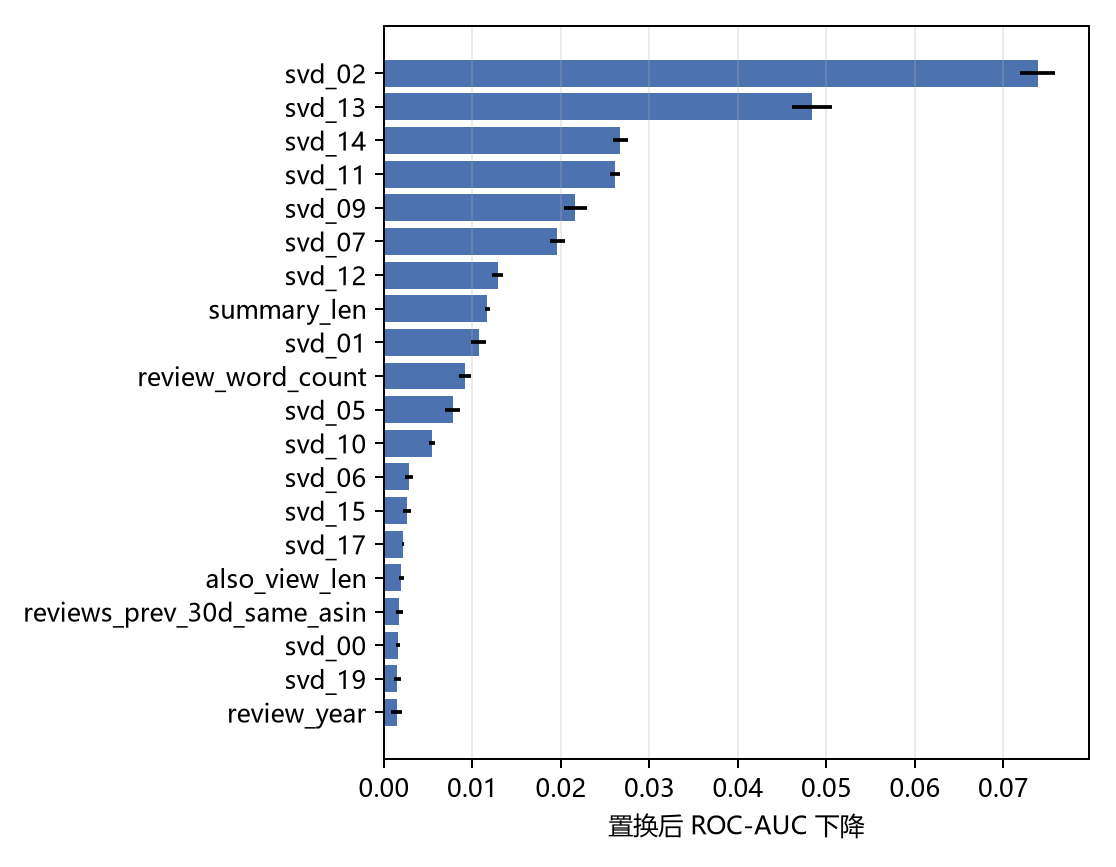 svd_02
svd_13
svd_14
svd_11
svd_09
svd_07
svd_12
summary_len
svd_01
review_word_count
svd_05
svd_10
svd_06
svd_15
svd_17
also_view_len
reviews_prev_30d_same_asin
svd_00
svd_19
review_year
0.00 0.01 0.02 0.03 0.04 0.05 0.06 0.07
置换后 ROC-AUC 下降